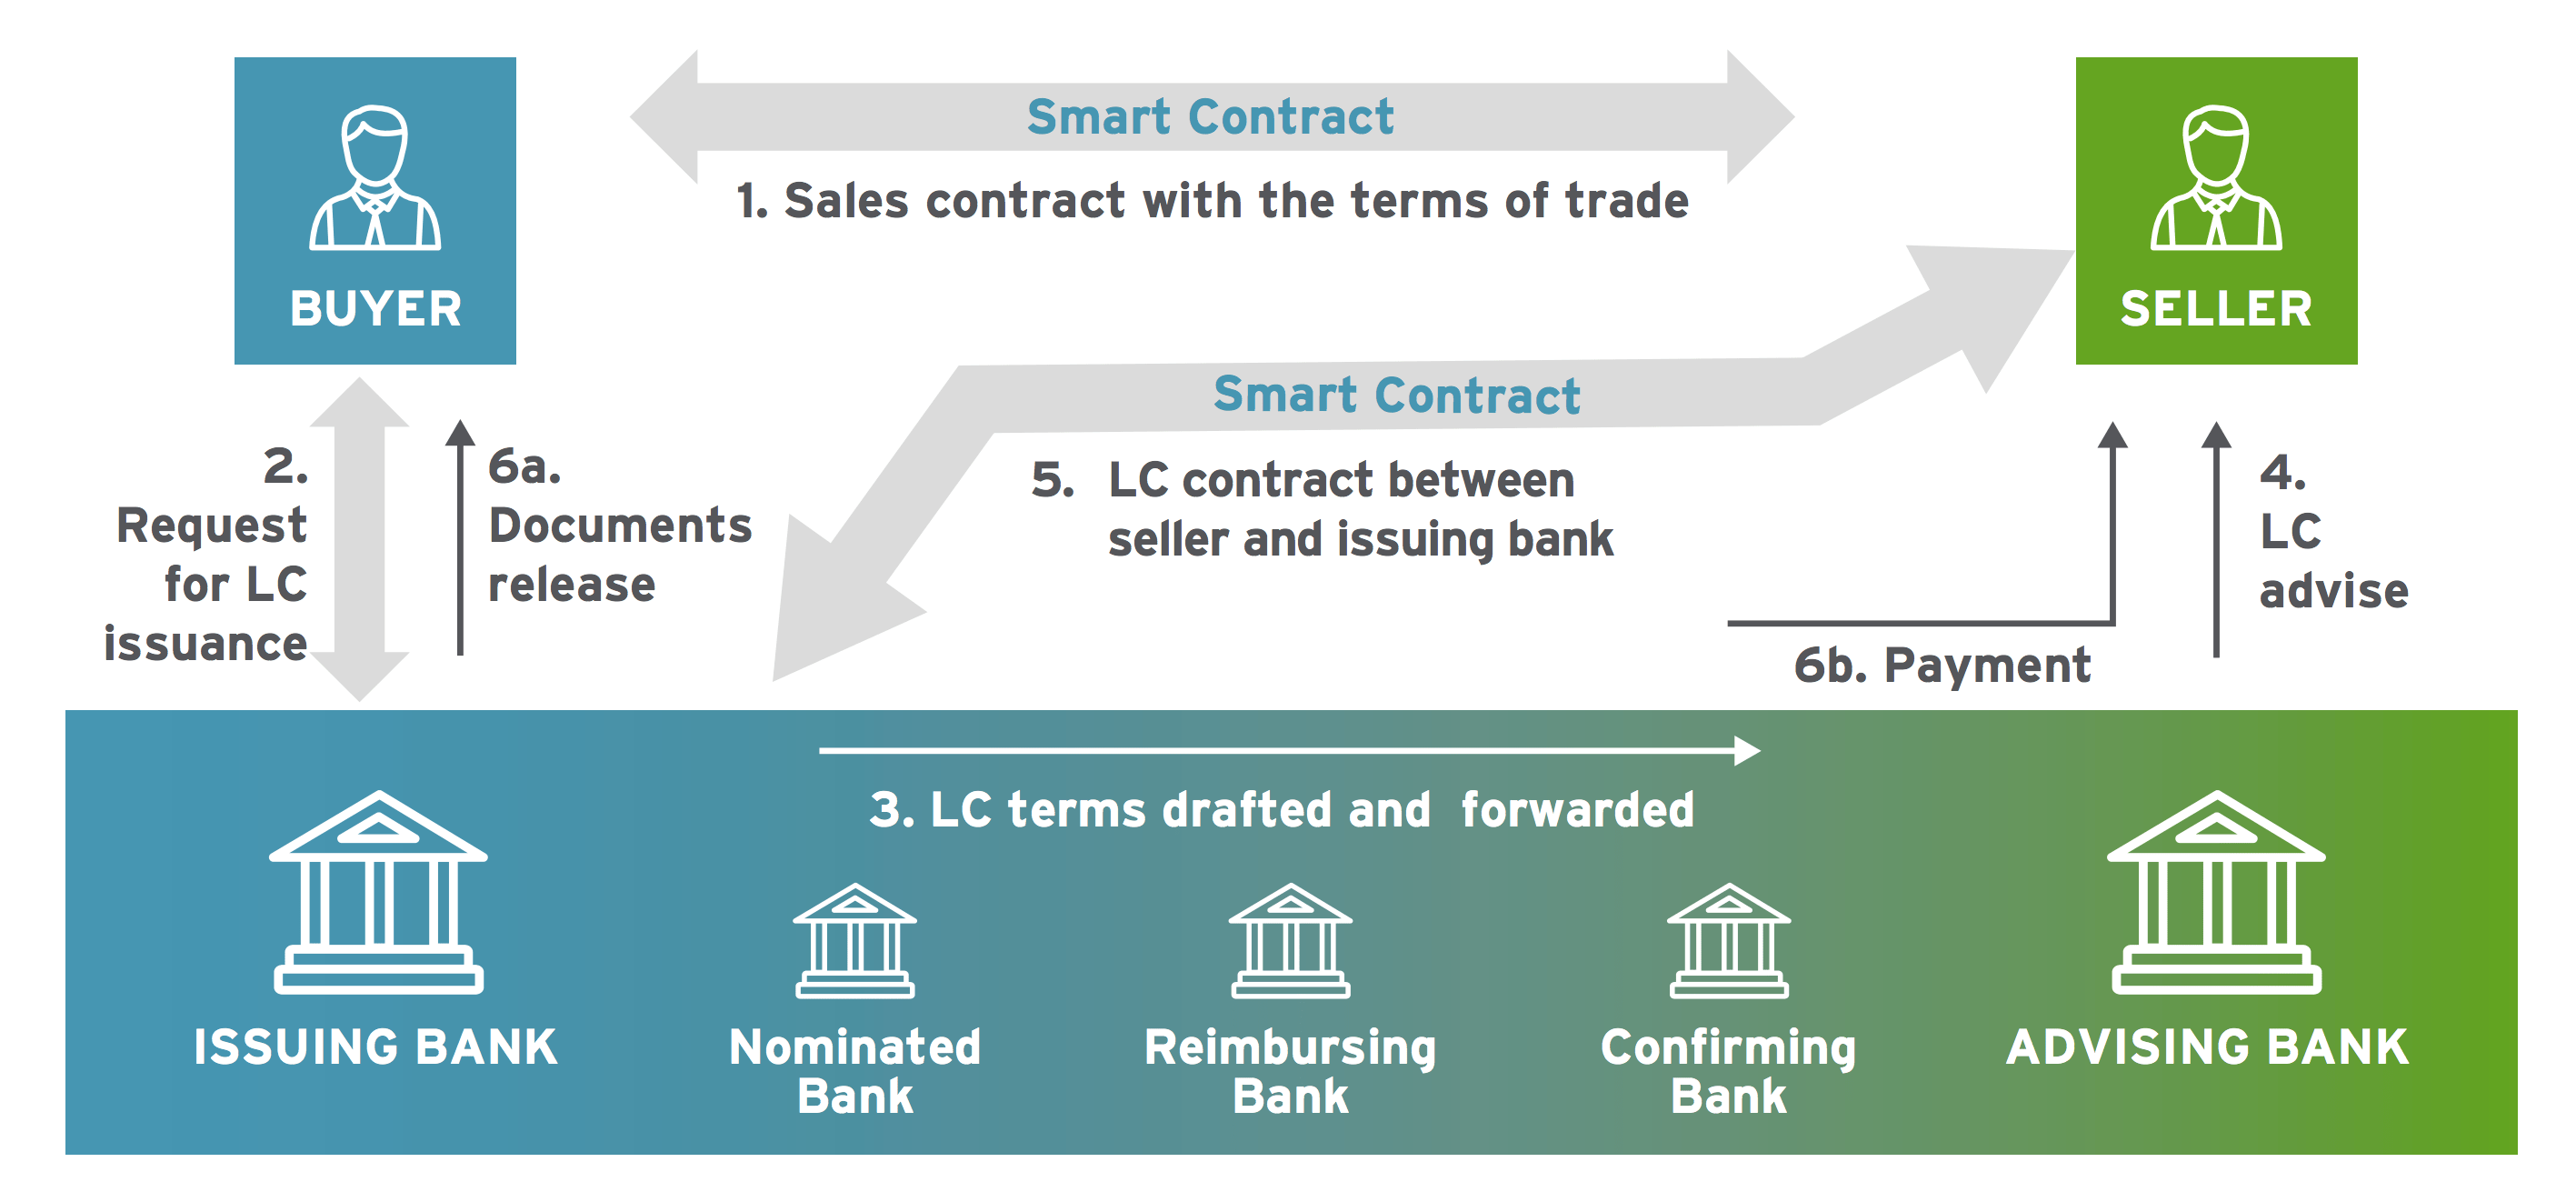 Smart Contract
1. Sales contract with the terms of trade
BUYER
SELLER
Smart Contract
2.
Request
for LC
issuance
6a.
Documents
release
5. LC contract between
seller and issuing bank
4.
LC
advise
6b. Payment
3. LC terms drafted and forwarded
ISSUING BANK
Nominated
Bank
Reimbursing
Bank
Confirming
Bank
ADVISING BANK